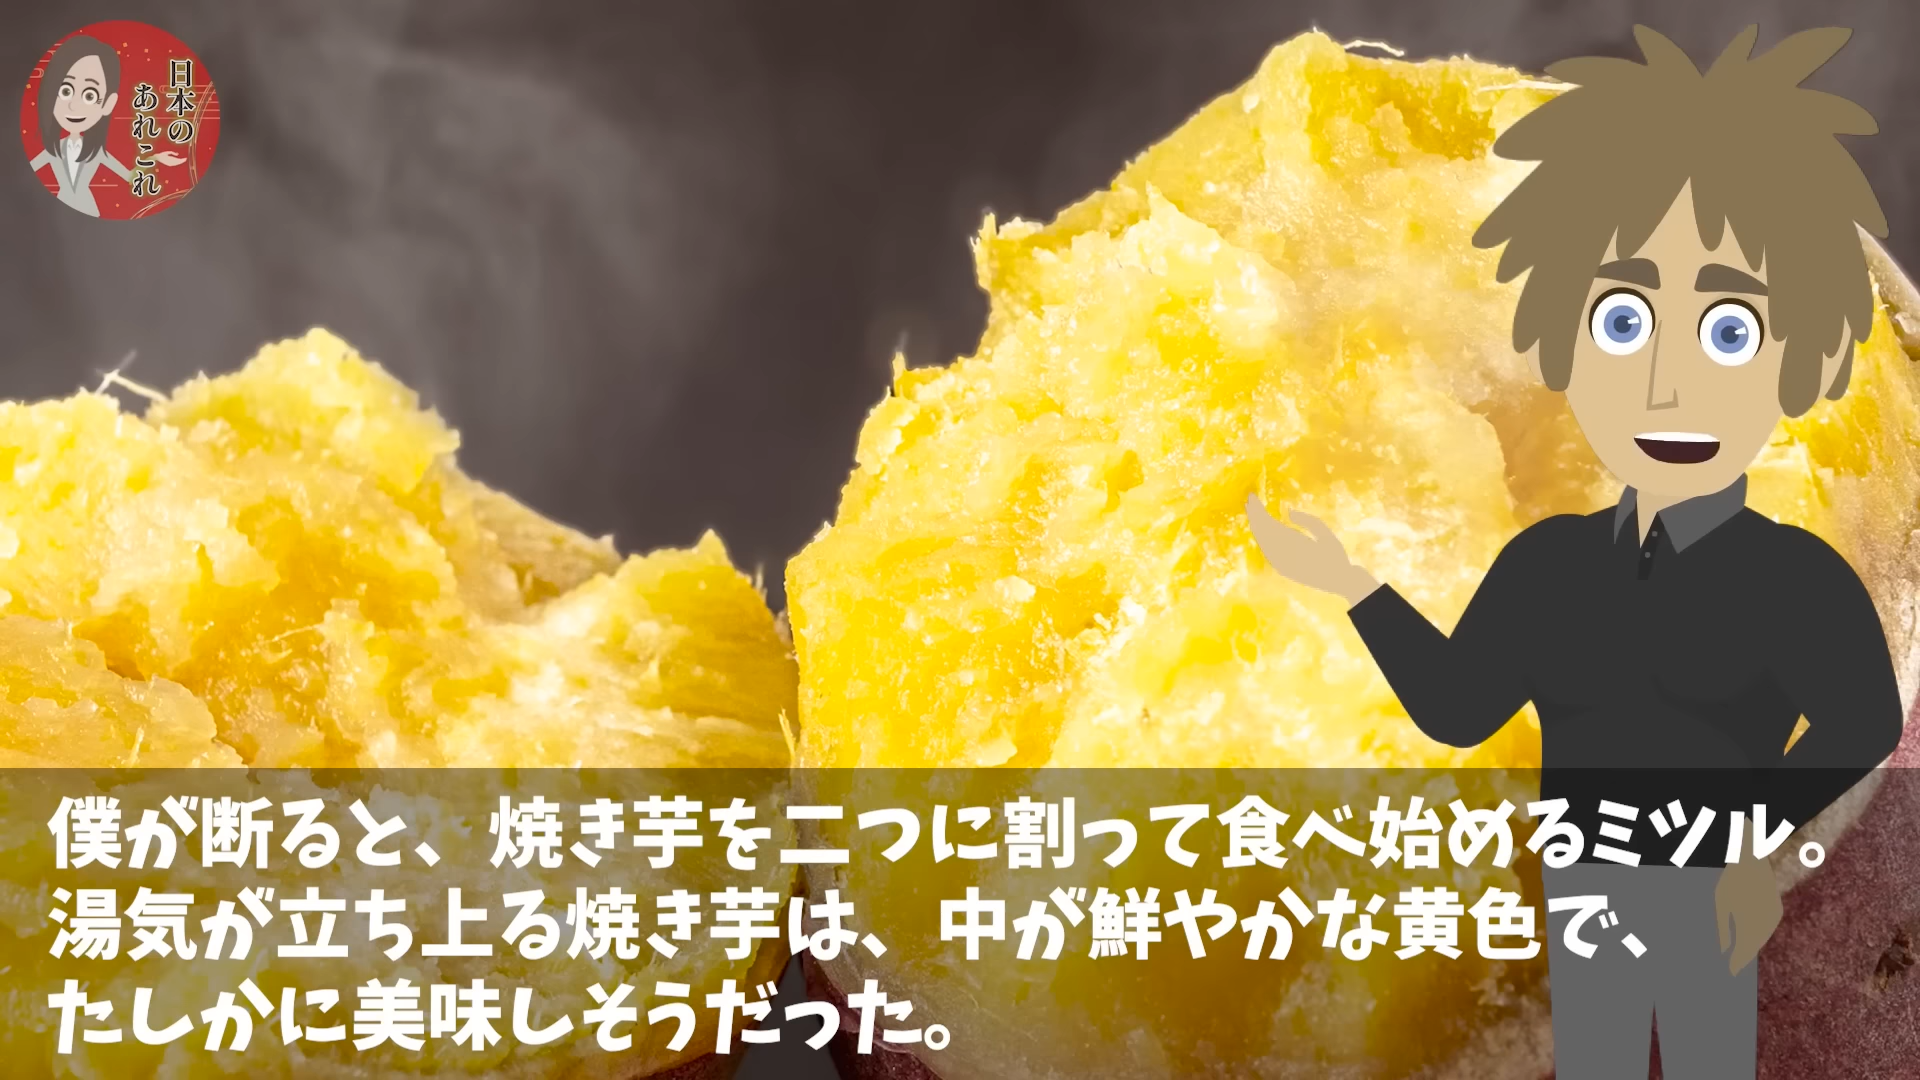 日本の
あれこれ
僕が断ると、焼き芋を二つに割って食べ始めるミツル。
湯気が立ち上る焼き芋は、中が鮮やかな黄色で、
たしかに美味しそうだった。